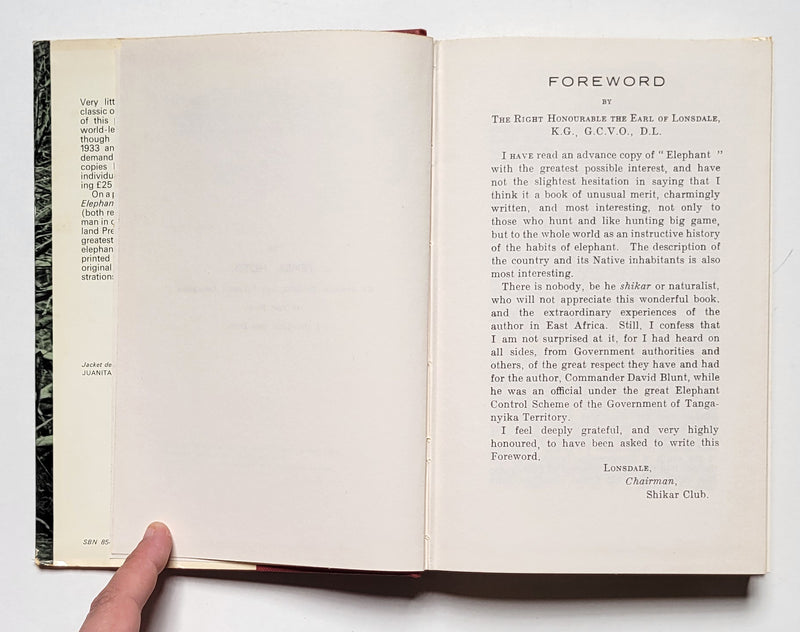 Very litt
classic o
of this
world-le
though
1933 an
demand
copies
individu
ing £25
On a p
Elephan
(both re
man in c
land Pre
greatest
elephan
printed
original
stration
Jacket de
JUANITA
SBN 85-
FOREWORD
BY
The Right Honourable the Earl of Lonsdale,
K.G., G.C.V.O., D.L.
I have read an advance copy of "Elephant"
with the greatest possible interest, and have
not the slightest hesitation in saying that I
think it a book of unusual merit, charmingly
written, and most interesting, not only to
those who hunt and like hunting big game,
but to the whole world as an instructive history
of the habits of elephant. The description of
the country and its Native inhabitants is also
most interesting.
There is nobody, be he shikar or naturalist,
who will not appreciate this wonderful book,
and the extraordinary experiences of the
author in East Africa. Still, I confess that
I am not surprised at it, for I had heard on
all sides, from Government authorities and
others, of the great respect they have and had
for the author, Commander David Blunt, while
he was an official under the great Elephant
Control Scheme of the Government of Tanga-
nyika Territory.
I feel deeply grateful, and very highly
honoured, to have been asked to write this
Foreword.
Lonsdale,
Chairman,
Shikar Club.